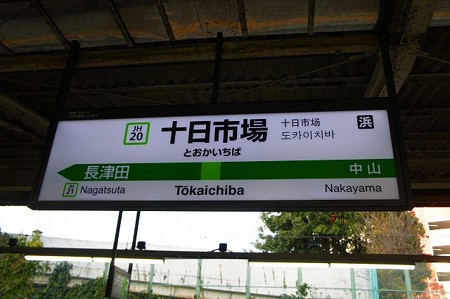 JH
20
十日市場
とおかいちば
十日市场
도카이치바
浜
長津田
中山
JH
21
Nagatsuta
Tōkaichiba
Nakayama